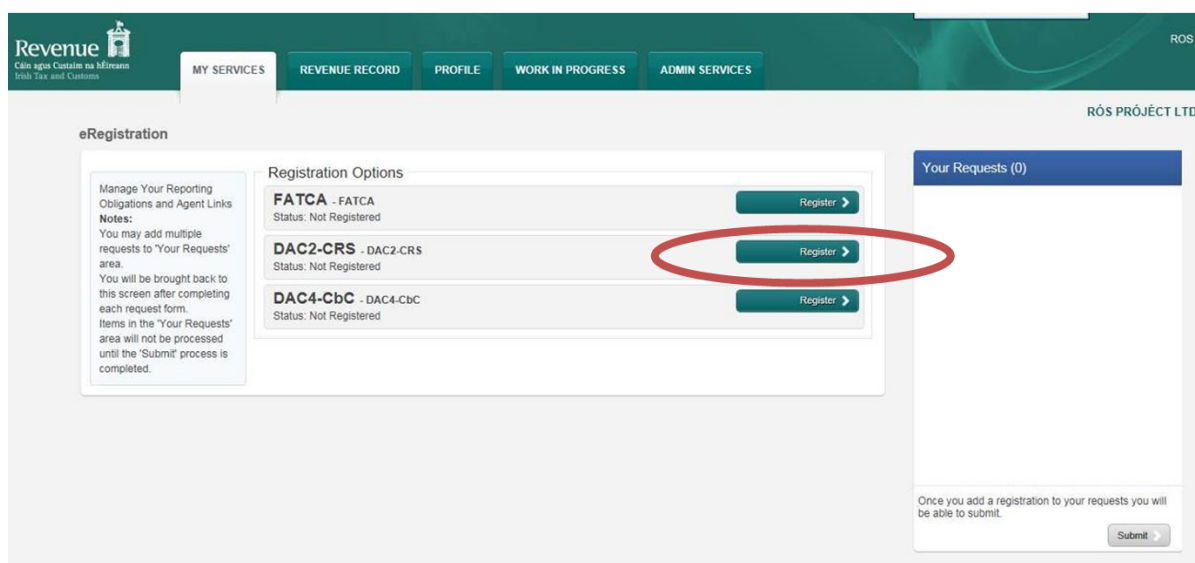 Revenue
Cáin agus Custaim na hÉireann
Irish Tax and Customs
MY SERVICES
REVENUE RECORD
PROFILE
WORK IN PROGRESS
ADMIN SERVICES
ROS
RÓS PRÓJÉCT LTD
eRegistration
Manage Your Reporting
Obligations and Agent Links
Notes:
You may add multiple
requests to 'Your Requests'
area.
You will be brought back to
this screen after completing
each request form.
Items in the 'Your Requests'
area will not be processed
until the 'Submit' process is
completed.
Registration Options
FATCA - FATCA
Status: Not Registered
Register
DAC2-CRS - DAC2-CRS
Status: Not Registered
Register
DAC4-CbC - DAC4-CbC
Status: Not Registered
Register
Your Requests (0)
Once you add a registration to your requests you will
be able to submit.
Submit